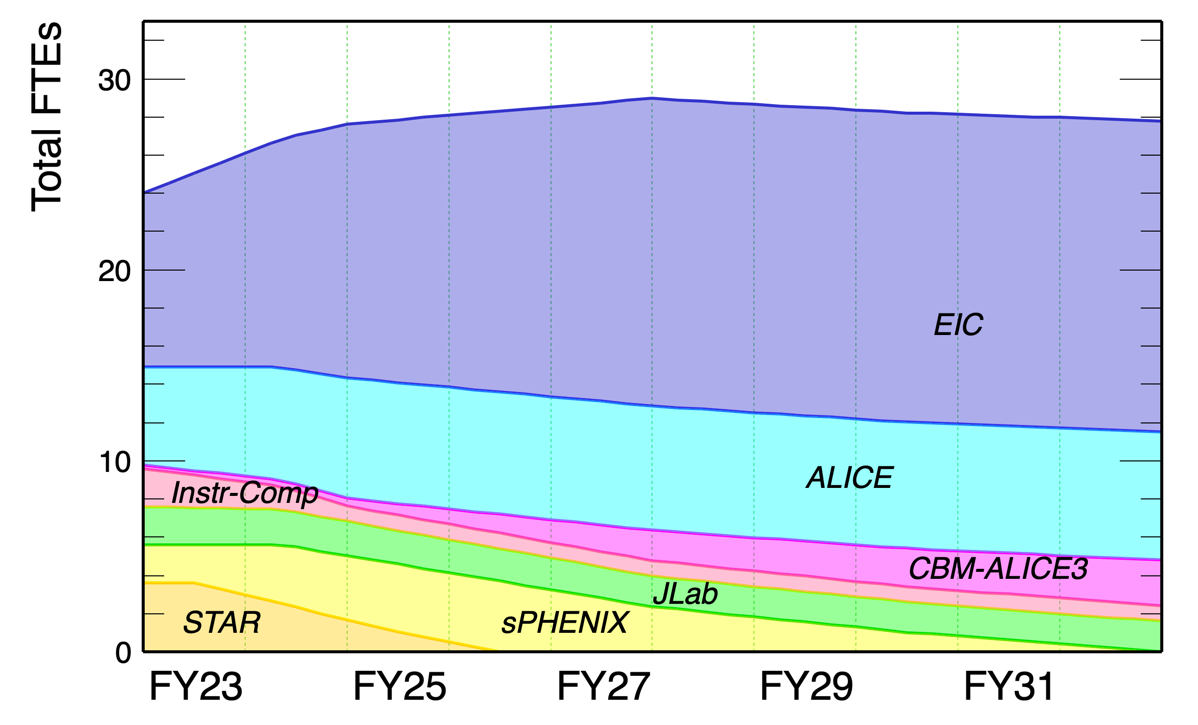 Total FTEs
30
20
10
0
EIC
ALICE
Instr-Comp
CBM-ALICE3
JLab
STAR
sPHENIX
FY23 FY25 FY27 FY29 FY31